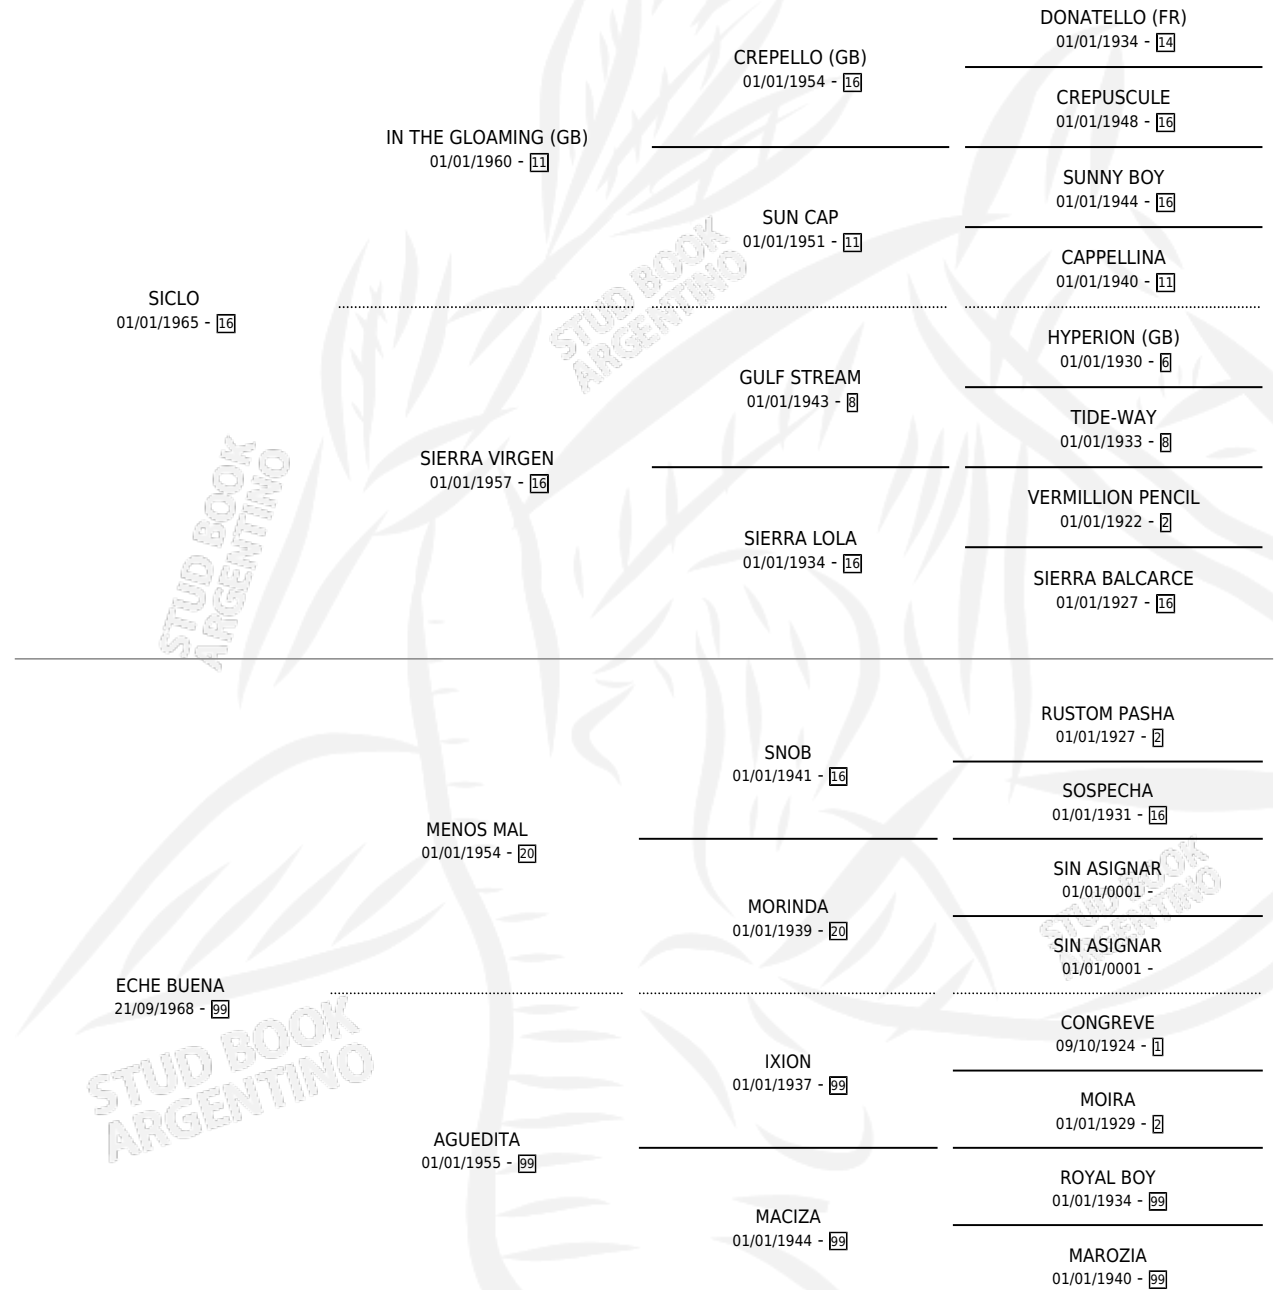 DONATELLO (FR)
01/01/1934 - 14
CREPELLO (GB)
01/01/1954 - 16
CREPUSCULE
01/01/1948 - 16
IN THE GLOAMING (GB)
01/01/1960 - 11
SUNNY BOY
01/01/1944 - 16
SUN CAP
01/01/1951 - 11
CAPPELLINA
01/01/1940 - 11
SICLO
01/01/1965 - 16
STUD BOOK
ARGENTINO
HYPERION (GB)
01/01/1930 - 6
GULF STREAM
01/01/1943 - 8
TIDE-WAY
01/01/1933 - 8
SIERRA VIRGEN
01/01/1957 - 16
VERMILLION PENCIL
01/01/1922 - 2
SIERRA LOLA
01/01/1934 - 16
SIERRA BALCARCE
01/01/1927 - 16
STUD BOOK
ARGENTINO
RUSTOM PASHA
01/01/1927 - 2
SNOB
01/01/1941 - 16
SOSPECHA
01/01/1931 - 16
MENOS MAL
01/01/1954 - 20
SIN ASIGNAR
01/01/0001 -
MORINDA
01/01/1939 - 20
SIN ASIGNAR
01/01/0001 -
STUD BOOK
ARGENTINO
ECHE BUENA
21/09/1968 - 99
CONGREVE
09/10/1924 - 1
IXION
01/01/1937 - 99
MOIRA
01/01/1929 - 2
STUD BOOK
ARGENTINO
AGUEDITA
01/01/1955 - 99
ROYAL BOY
01/01/1934 - 99
MACIZA
01/01/1944 - 99
MAROZIA
01/01/1940 - 99